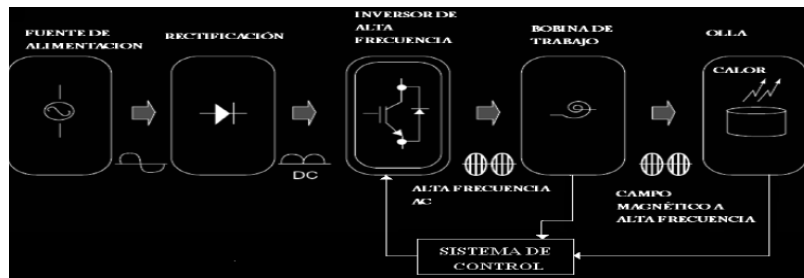 FUENTE DE
ALIMENTACION
RECTIFICACIÓN
INVERSOR DE
ALTA
FRECUENCIA
BOBINA DE
TRABAJO
OLLA
CALOR
DC
ALTA FRECUENCIA
AC
CAMPO
MAGNÉTICO A
ALTA FRECUENCIA
SISTEMA DE
CONTROL